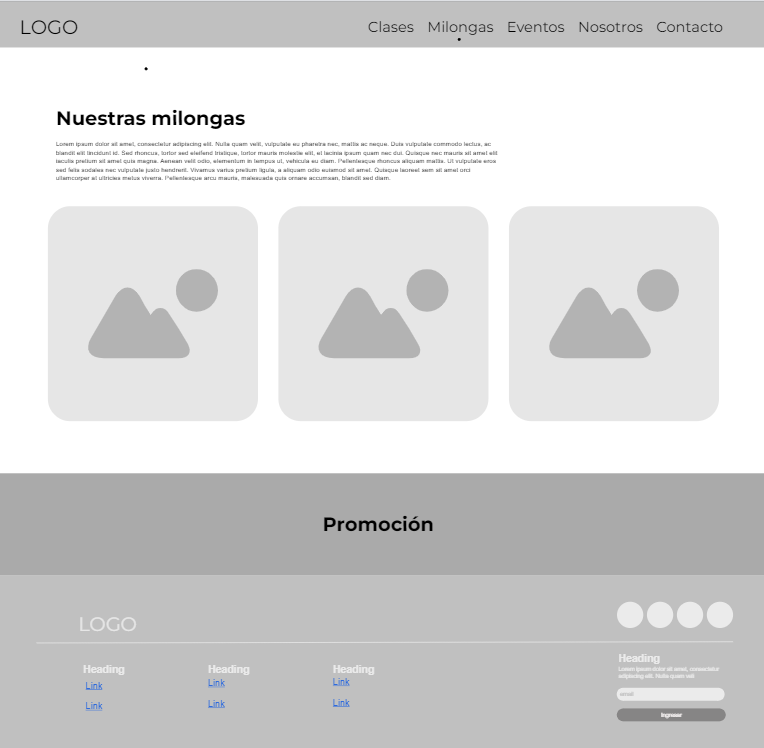 LOGO
Clases Milongas Eventos Nosotros Contacto
Nuestras milongas
Lorem ipsum dolor sit amet, consectetur adipiscing elit. Nulla quam velit, vulputate eu pharetra nec, mattis ac neque. Duis vulputate commodo lectus, ac
blandit elit tincidunt id. Sed rhoncus, tortor sed eleifend tristique, tortor mauris molestie elit, et lacinia ipsum quam nec dui. Quisque nec mauris sit amet elit
iaculis pretium sit amet quis magna. Aenean velit odio, elementum in tempus ut, vehicula eu diam. Pellentesque rhoncus aliquam mattis. Ut vulputate eros
sed felis sodales nec vulputate justo hendrerit. Vivamus varius pretium ligula, a aliquam odio euismod sit amet. Quisque laoreet sem sit amet orci
ullamcorper at ultricies metus viverra. Pellentesque arcu mauris, malesuada quis ornare accumsan, blandit sed diam.
Promoción
LOGO
Heading
Link
Link
Heading
Link
Link
Heading
Link
Link
Heading
Lorem ipsum dolor sit amet, consectetur
adipiscing elit. Nulla quam velit
email
Ingresar